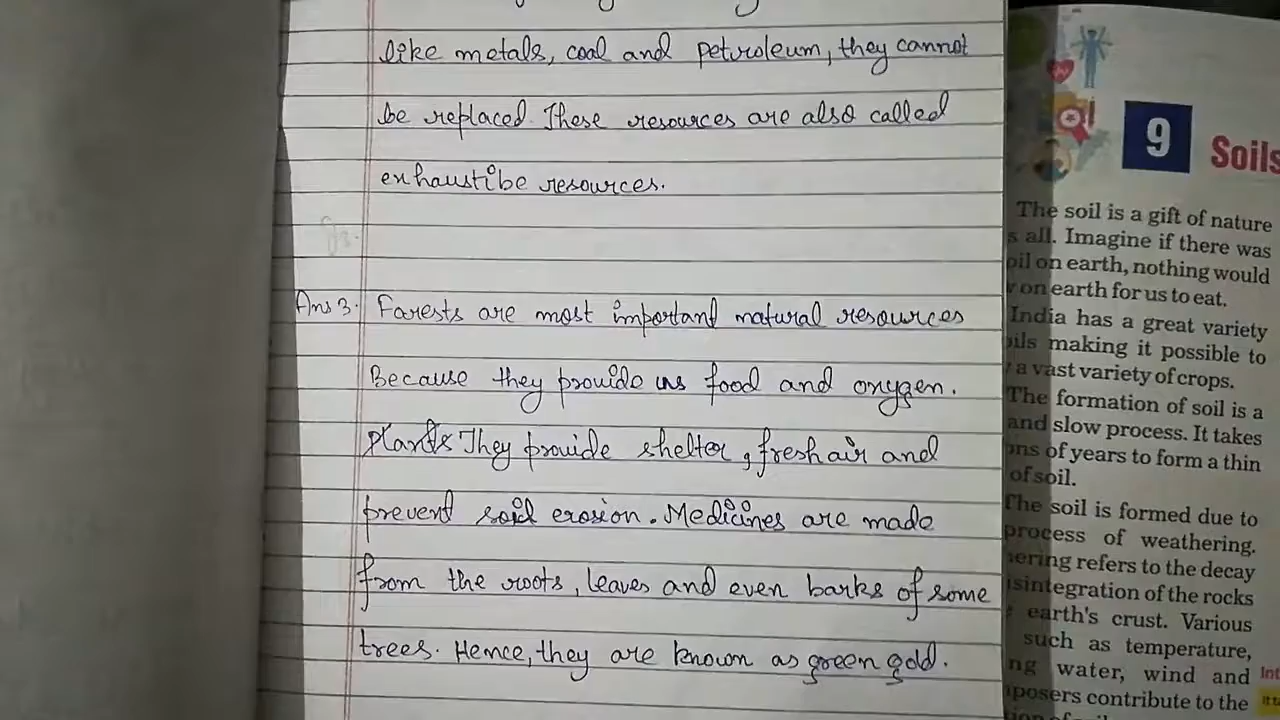 like metals, coal and petroleum, they cannot
be replaced. These resources are also called
exhaustibe resources.
Ans 3. Farests are most important matural resources
Because they provide us food and oxygen.
plants They provide shelter, fresh air and
prevent soil erosion. Medicines are made
from the roots, leaves and even barks of some
trees. Hence, they are known as green gold.
9 Soils
The soil is a gift of nature
all. Imagine if there was
on earth, nothing would
on earth for us to eat.
India has a great variety
making it possible to
a vast variety of crops.
The formation of soil is a
and slow process. It takes
of years to form a thin
of soil.
The soil is formed due to
process of weathering.
refers to the decay
disintegration of the rocks
earth's crust. Various
such as temperature,
water, wind and
contribute to the